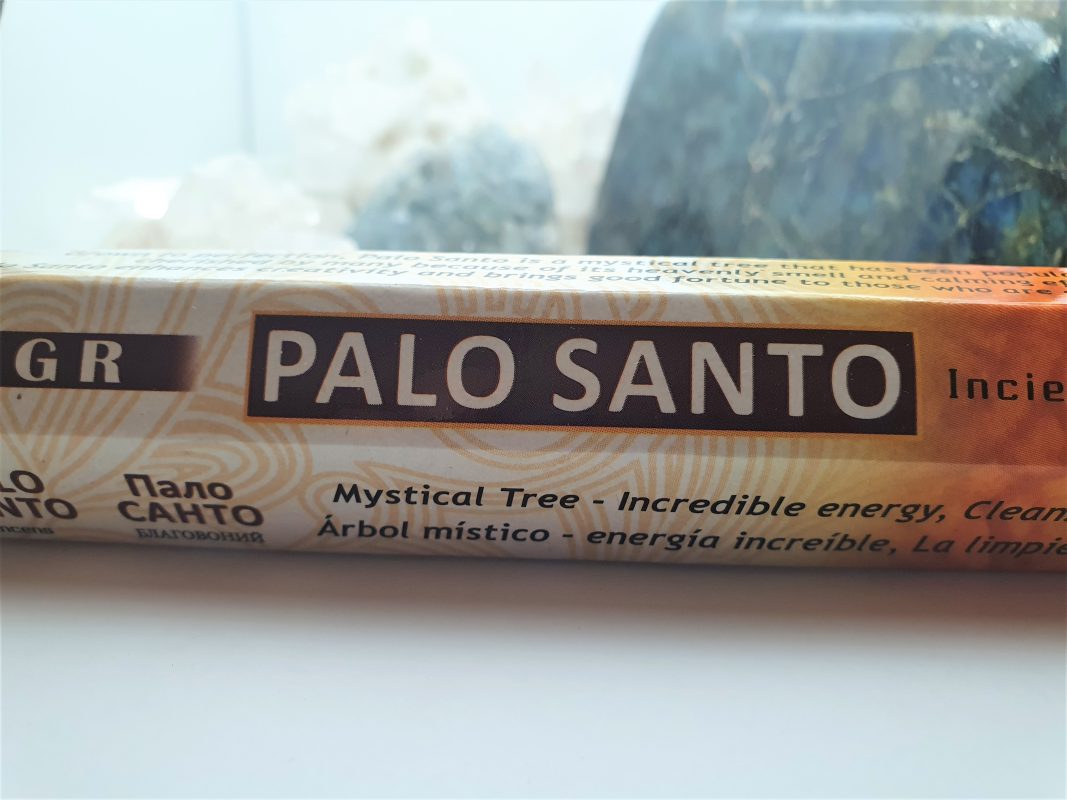 Palo Santo is a mystical tree that has been
because of its heavenly smell and calming
creativity and brings good fortune to those who are
GR
PALO SANTO
Incie
LO
NTO
Пало
САНТО
БЛАГОВОНИЙ
Mystical Tree - Incredible energy, Clean
Árbol místico - energía increíble, La limpie